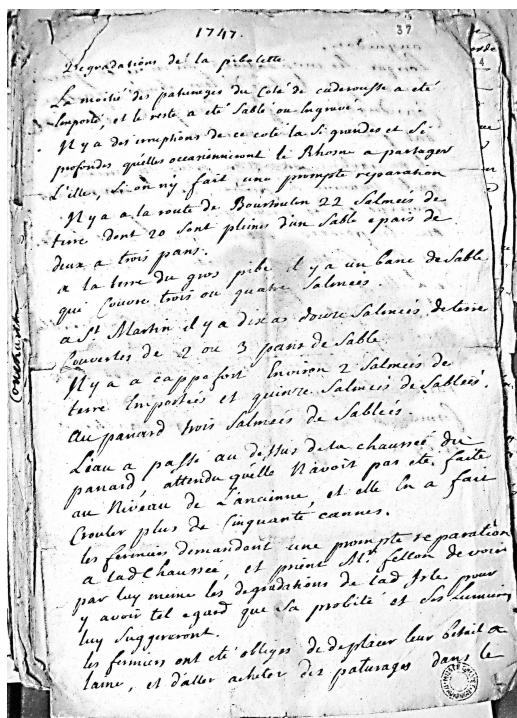 1747.
37
Degradations de la pibolette
La moitié des paturages du Coté de caderousse a eté
Emporté, et le reste a eté Sablé ou Engravé
Il y a des irruptions de ce coté la Si grandes et Si
profondes qu'elles occasionneront le Rhosne a partager
L'isle, Si on n'y fait une prompte reparation
Il y a a la route de 22 Salmées de
terre dont 20 Sont pleines d'un Sable epais de
deux a trois pans.
a la terre du gros pibe il y a un banc de Sable
que Couvre trois ou quatre Salmées.
a St Martin il y a dix a douze Salmées de terre
Couvertes de 2 ou 3 pans de Sable
Il y a a cappefort Environ 2 Salmées de
terre Emportées et quinze Salmées de Sablées.
au panard trois Salmées de Sablées.
L'eau a passé au dessus de la chaussée du
panard, attendu qu'elle N'avoit pas eté faite
au Niveau de L'ancienne, et elle En a fait
Crouler plus de Cinquante cannes.
les fermiers demandent une prompte reparation
a lad Chaussée, et prient Mr. fellon de voir
par luy meme les degradations de lad Isle pour
y avoir tel egard que Sa probité et Ses Lumieres
luy Suggereront.
les fermiers ont eté obligés de deplacer leur betail a
laine, et d'aller acheter des paturages dans le